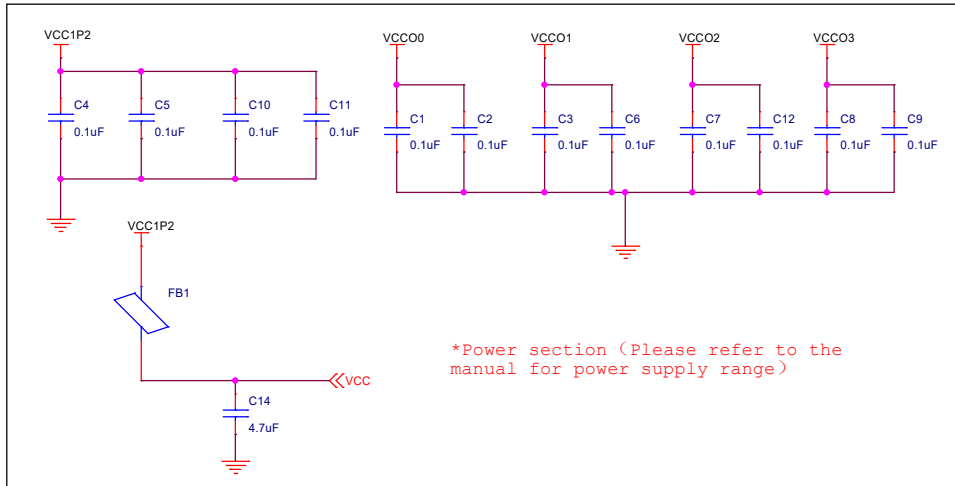 VCC1P2
C4
0.1uF
C5
0.1uF
C10
0.1uF
C11
0.1uF
VCCO0
VCCO1
VCCO2
VCCO3
C1
0.1uF
C2
0.1uF
C3
0.1uF
C6
0.1uF
C7
0.1uF
C12
0.1uF
C8
0.1uF
C9
0.1uF
VCC1P2
FB1
VCC
C14
4.7uF
*Power section（Please refer to the
manual for power supply range）